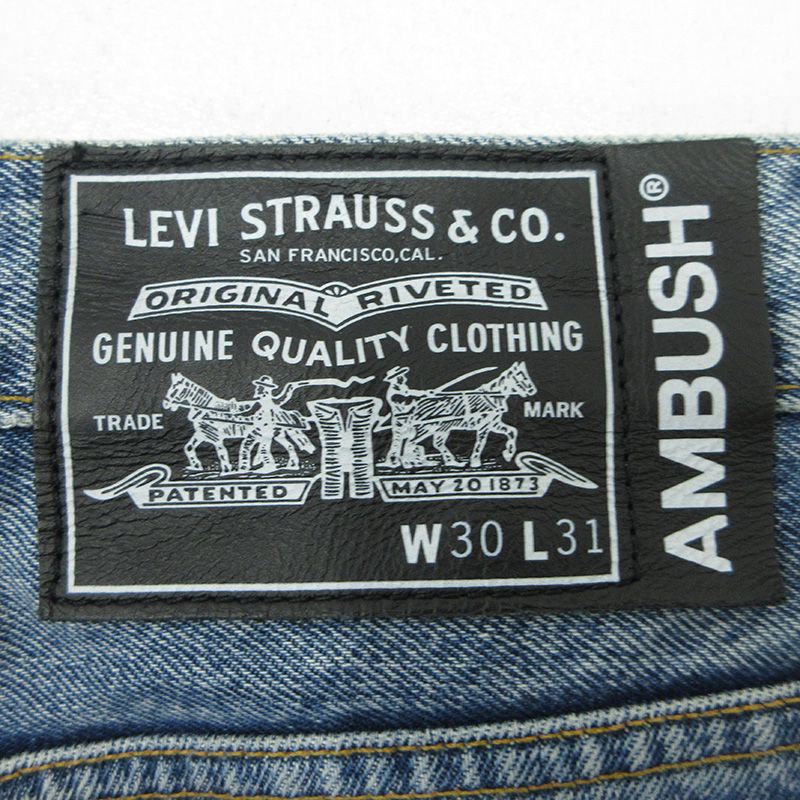 LEVI STRAUSS & CO.
SAN FRANCISCO, CAL.
ORIGINAL RIVETED
GENUINE QUALITY CLOTHING
TRADE MARK
PATENTED MAY 20 1873
W30 L31
AMBUSH®